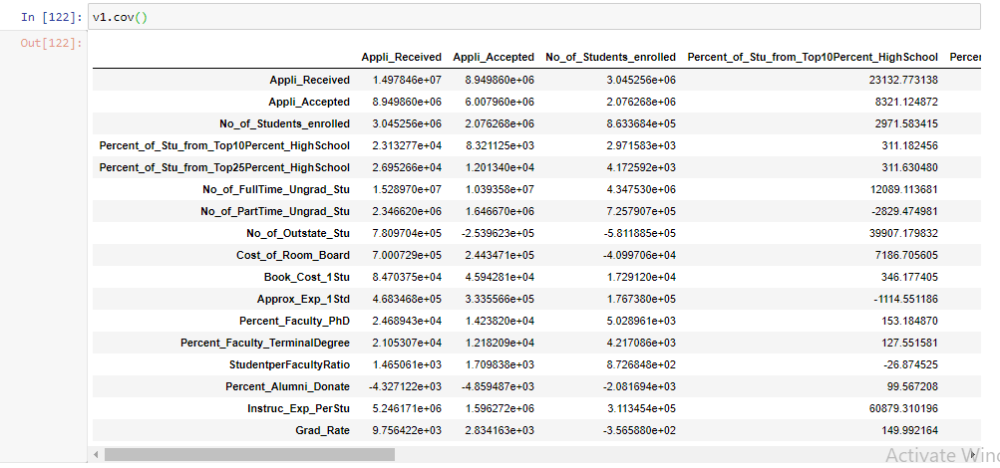 In [122]: v1.cov()
Out[122]:
Appli_Received Appli_Accepted No_of_Students_enrolled Percent_of_Stu_from_Top10Percent_HighSchool Percer
Appli_Received 1.497846e+07 8.949860e+06 3.045256e+06 23132.773138
Appli_Accepted 8.949860e+06 6.007960e+06 2.076268e+06 8321.124872
No_of_Students_enrolled 3.045256e+06 2.076268e+06 8.633684e+05 2971.583415
Percent_of_Stu_from_Top10Percent_HighSchool 2.313277e+04 8.321125e+03 2.971583e+03 311.182456
Percent_of_Stu_from_Top25Percent_HighSchool 2.695266e+04 1.201340e+04 4.172592e+03 311.630480
No_of_FullTime_Ungrad_Stu 1.528970e+07 1.039358e+07 4.347530e+06 12089.113681
No_of_PartTime_Ungrad_Stu 2.346620e+06 1.646670e+06 7.257907e+05 -2829.474981
No_of_Outstate_Stu 7.809704e+05 -2.539623e+05 -5.811885e+05 39907.179832
Cost_of_Room_Board 7.000729e+05 2.443471e+05 -4.099706e+04 7186.705605
Book_Cost_1Stu 8.470375e+04 4.594281e+04 1.729120e+04 346.177405
Approx_Exp_1Std 4.683468e+05 3.335566e+05 1.767380e+05 -1114.551186
Percent_Faculty_PhD 2.468943e+04 1.423820e+04 5.028961e+03 153.184870
Percent_Faculty_TerminalDegree 2.105307e+04 1.218209e+04 4.217086e+03 127.551581
StudentperFacultyRatio 1.465061e+03 1.709838e+03 8.726848e+02 -26.874525
Percent_Alumni_Donate -4.327122e+03 -4.859487e+03 -2.081694e+03 99.567208
Instruc_Exp_PerStu 5.246171e+06 1.596272e+06 3.113454e+05 60879.310196
Grad_Rate 9.756422e+03 2.834163e+03 -3.565880e+02 149.992164
Activate Wind